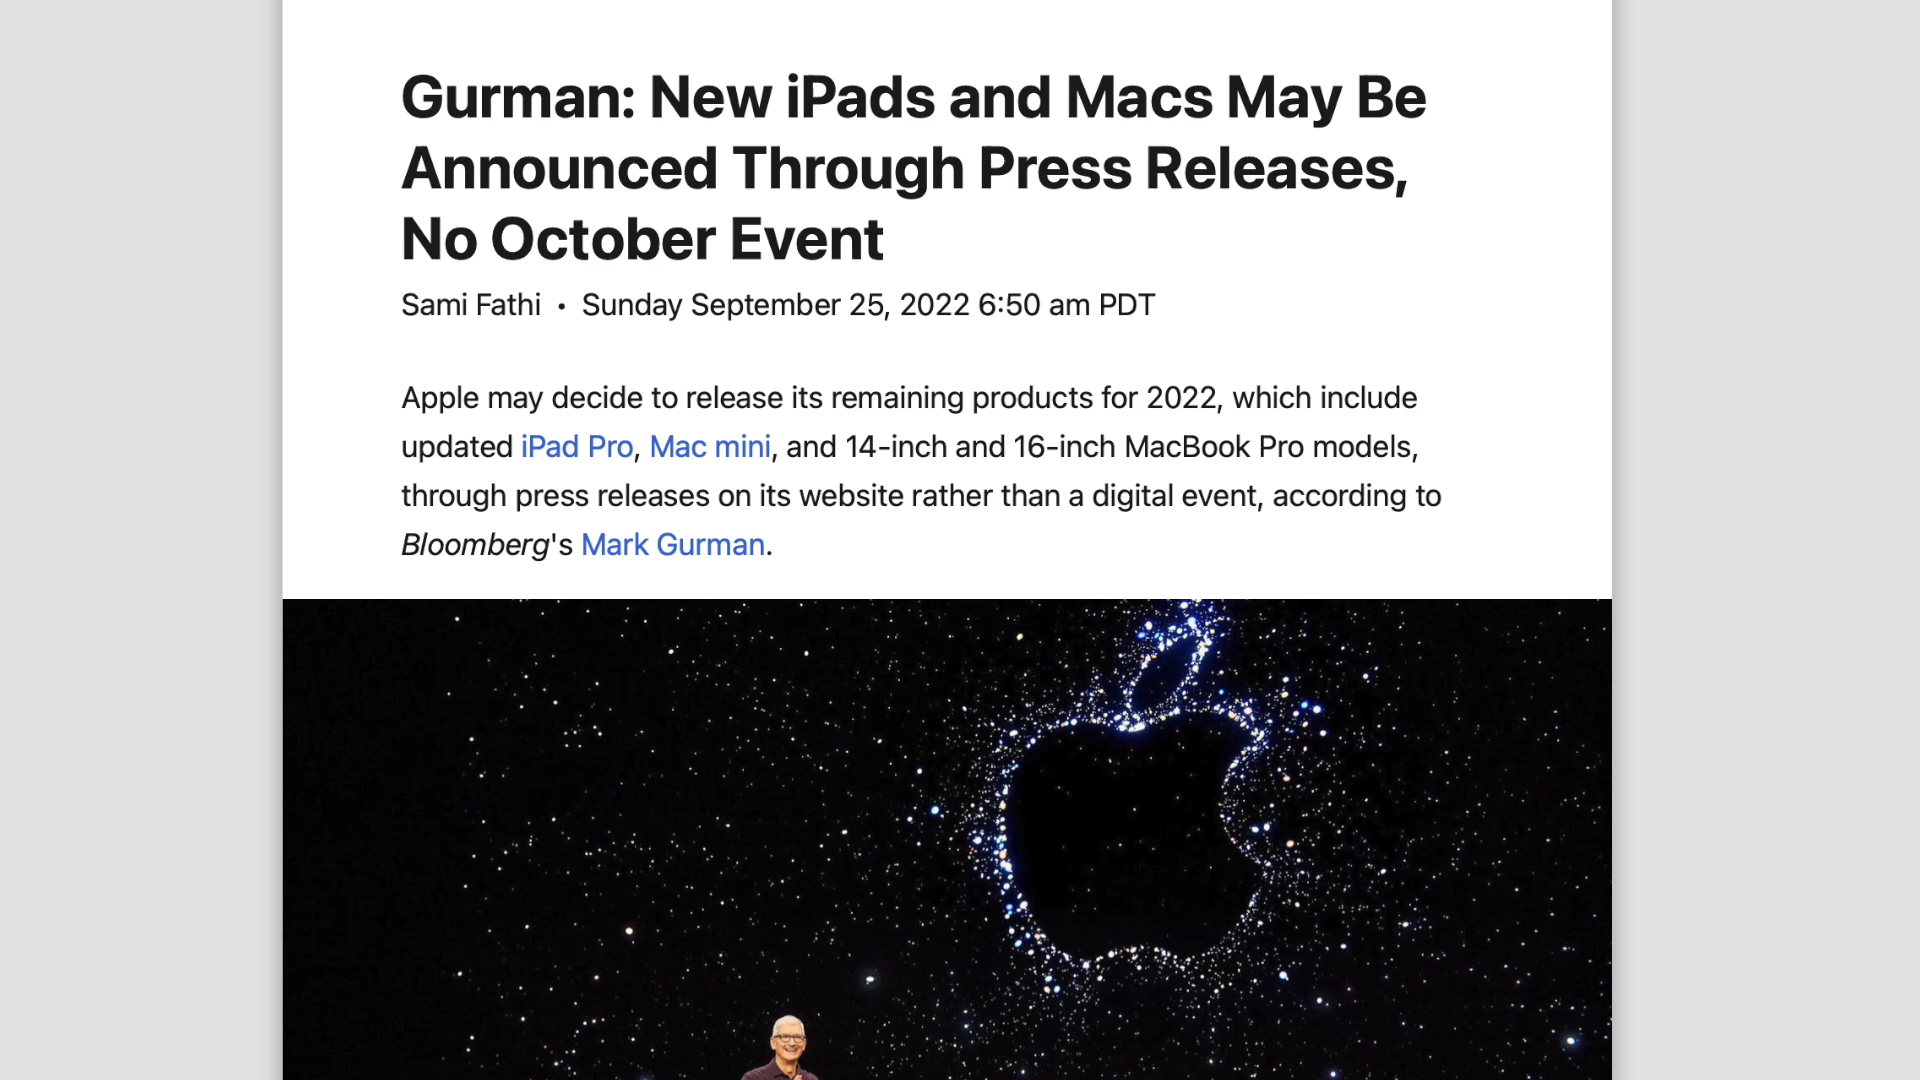 Gurman: New iPads and Macs May Be
Announced Through Press Releases,
No October Event
Sami Fathi • Sunday September 25, 2022 6:50 am PDT
Apple may decide to release its remaining products for 2022, which include
updated iPad Pro, Mac mini, and 14-inch and 16-inch MacBook Pro models,
through press releases on its website rather than a digital event, according to
Bloomberg's Mark Gurman.